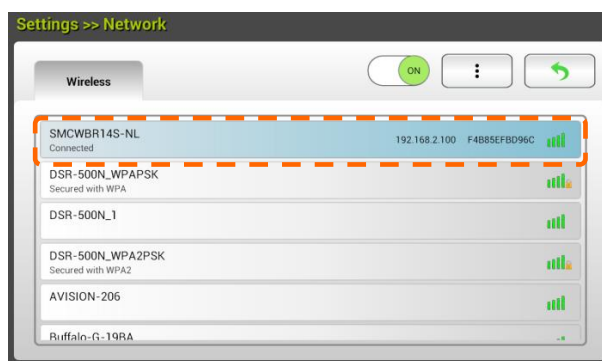 Settings >> Network
Wireless
ON
SMCWBR14S-NL
Connected
192.168.2.100 F4B85EFBD96C
DSR-500N_WPAPSK
Secured with WPA
DSR-500N_1
DSR-500N_WPA2PSK
Secured with WPA2
AVISION-206
Buffalo-G-19BA